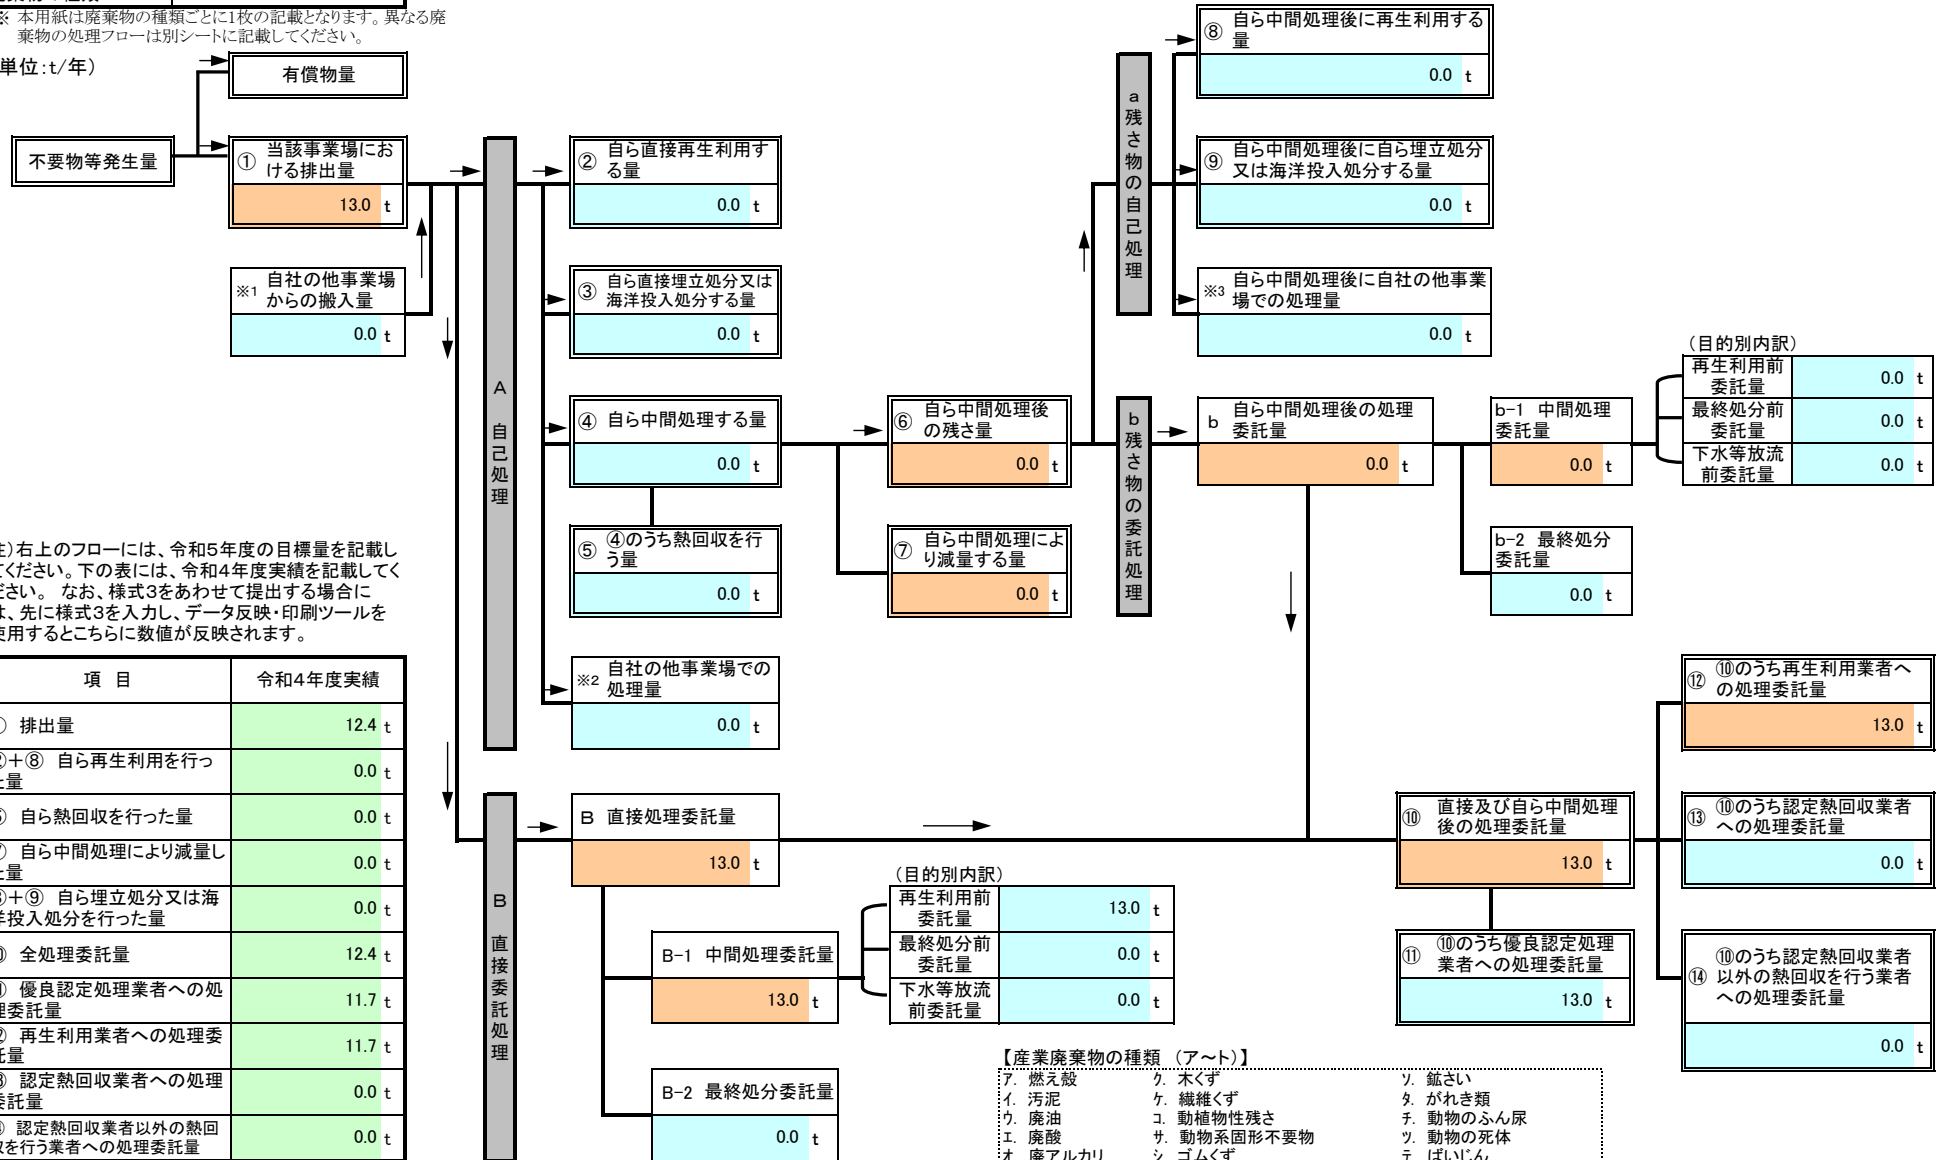 ※ 本用紙は廃棄物の種類ごとに1枚の記載となります。異なる廃
棄物の処理フローは別シートに記載してください。
単位:t/年)
有償物量
不要物等発生量
① 当該事業場にお
ける排出量
13.0 t
※1 自社の他事業場
からの搬入量
0.0 t
A 自己処理
② 自ら直接再生利用す
る量
0.0 t
③ 自ら直接埋立処分又は
海洋投入処分する量
0.0 t
④ 自ら中間処理する量
0.0 t
⑤ ④のうち熱回収を行
う量
0.0 t
※2 自社の他事業場での
処理量
0.0 t
⑥ 自ら中間処理後
の残さ量
0.0 t
⑦ 自ら中間処理によ
り減量する量
0.0 t
a 残さ物の自己処理
⑧ 自ら中間処理後に再生利用する
量
0.0 t
⑨ 自ら中間処理後に自ら埋立処分
又は海洋投入処分する量
0.0 t
※3 自ら中間処理後に自社の他事業
場での処理量
0.0 t
b 残さ物の委託処理
b 自ら中間処理後の処理
委託量
0.0 t
b-1 中間処理
委託量
0.0 t
b-2 最終処分
委託量
0.0 t
(目的別内訳)
再生利用前
委託量
0.0 t
最終処分前
委託量
0.0 t
下水等放流
前委託量
0.0 t
)右上のフローには、令和5年度の目標量を記載し
ください。下の表には、令和4年度実績を記載してく
ださい。 なお、様式3をあわせて提出する場合に
は、先に様式3を入力し、データ反映・印刷ツールを
使用するとこちらに数値が反映されます。
項 目 令和4年度実績
排出量 12.4 t
+⑧ 自ら再生利用を行っ
た量
0.0 t
自ら熱回収を行った量 0.0 t
自ら中間処理により減量し
た量
0.0 t
+⑨ 自ら埋立処分又は海
洋投入処分を行った量
0.0 t
全処理委託量 12.4 t
優良認定処理業者への処
理委託量
11.7 t
再生利用業者への処理委
託量
11.7 t
認定熱回収業者への処理
委託量
0.0 t
認定熱回収業者以外の熱回
収を行う業者への処理委託量
0.0 t
B 直接委託処理
B 直接処理委託量
13.0 t
B-1 中間処理委託量
13.0 t
B-2 最終処分委託量
0.0 t
(目的別内訳)
再生利用前
委託量
13.0 t
最終処分前
委託量
0.0 t
下水等放流
前委託量
0.0 t
⑩ 直接及び自ら中間処理
後の処理委託量
13.0 t
⑪ ⑩のうち優良認定処理
業者への処理委託量
13.0 t
⑫ ⑩のうち再生利用業者へ
の処理委託量
13.0 t
⑬ ⑩のうち認定熱回収業者
への処理委託量
0.0 t
⑭ ⑩のうち認定熱回収業者
以外の熱回収を行う業者
への処理委託量
0.0 t
【産業廃棄物の種類 (ア~ト)】
ア. 燃え殻 ク. 木くず ソ. 鉱さい
イ. 汚泥 ケ. 繊維くず タ. がれき類
ウ. 廃油 コ. 動植物性残さ チ. 動物のふん尿
エ. 廃酸 サ. 動物系固形不要物 ツ. 動物の死体
オ. 廃アルカリ シ. ゴムくず テ. ばいじん